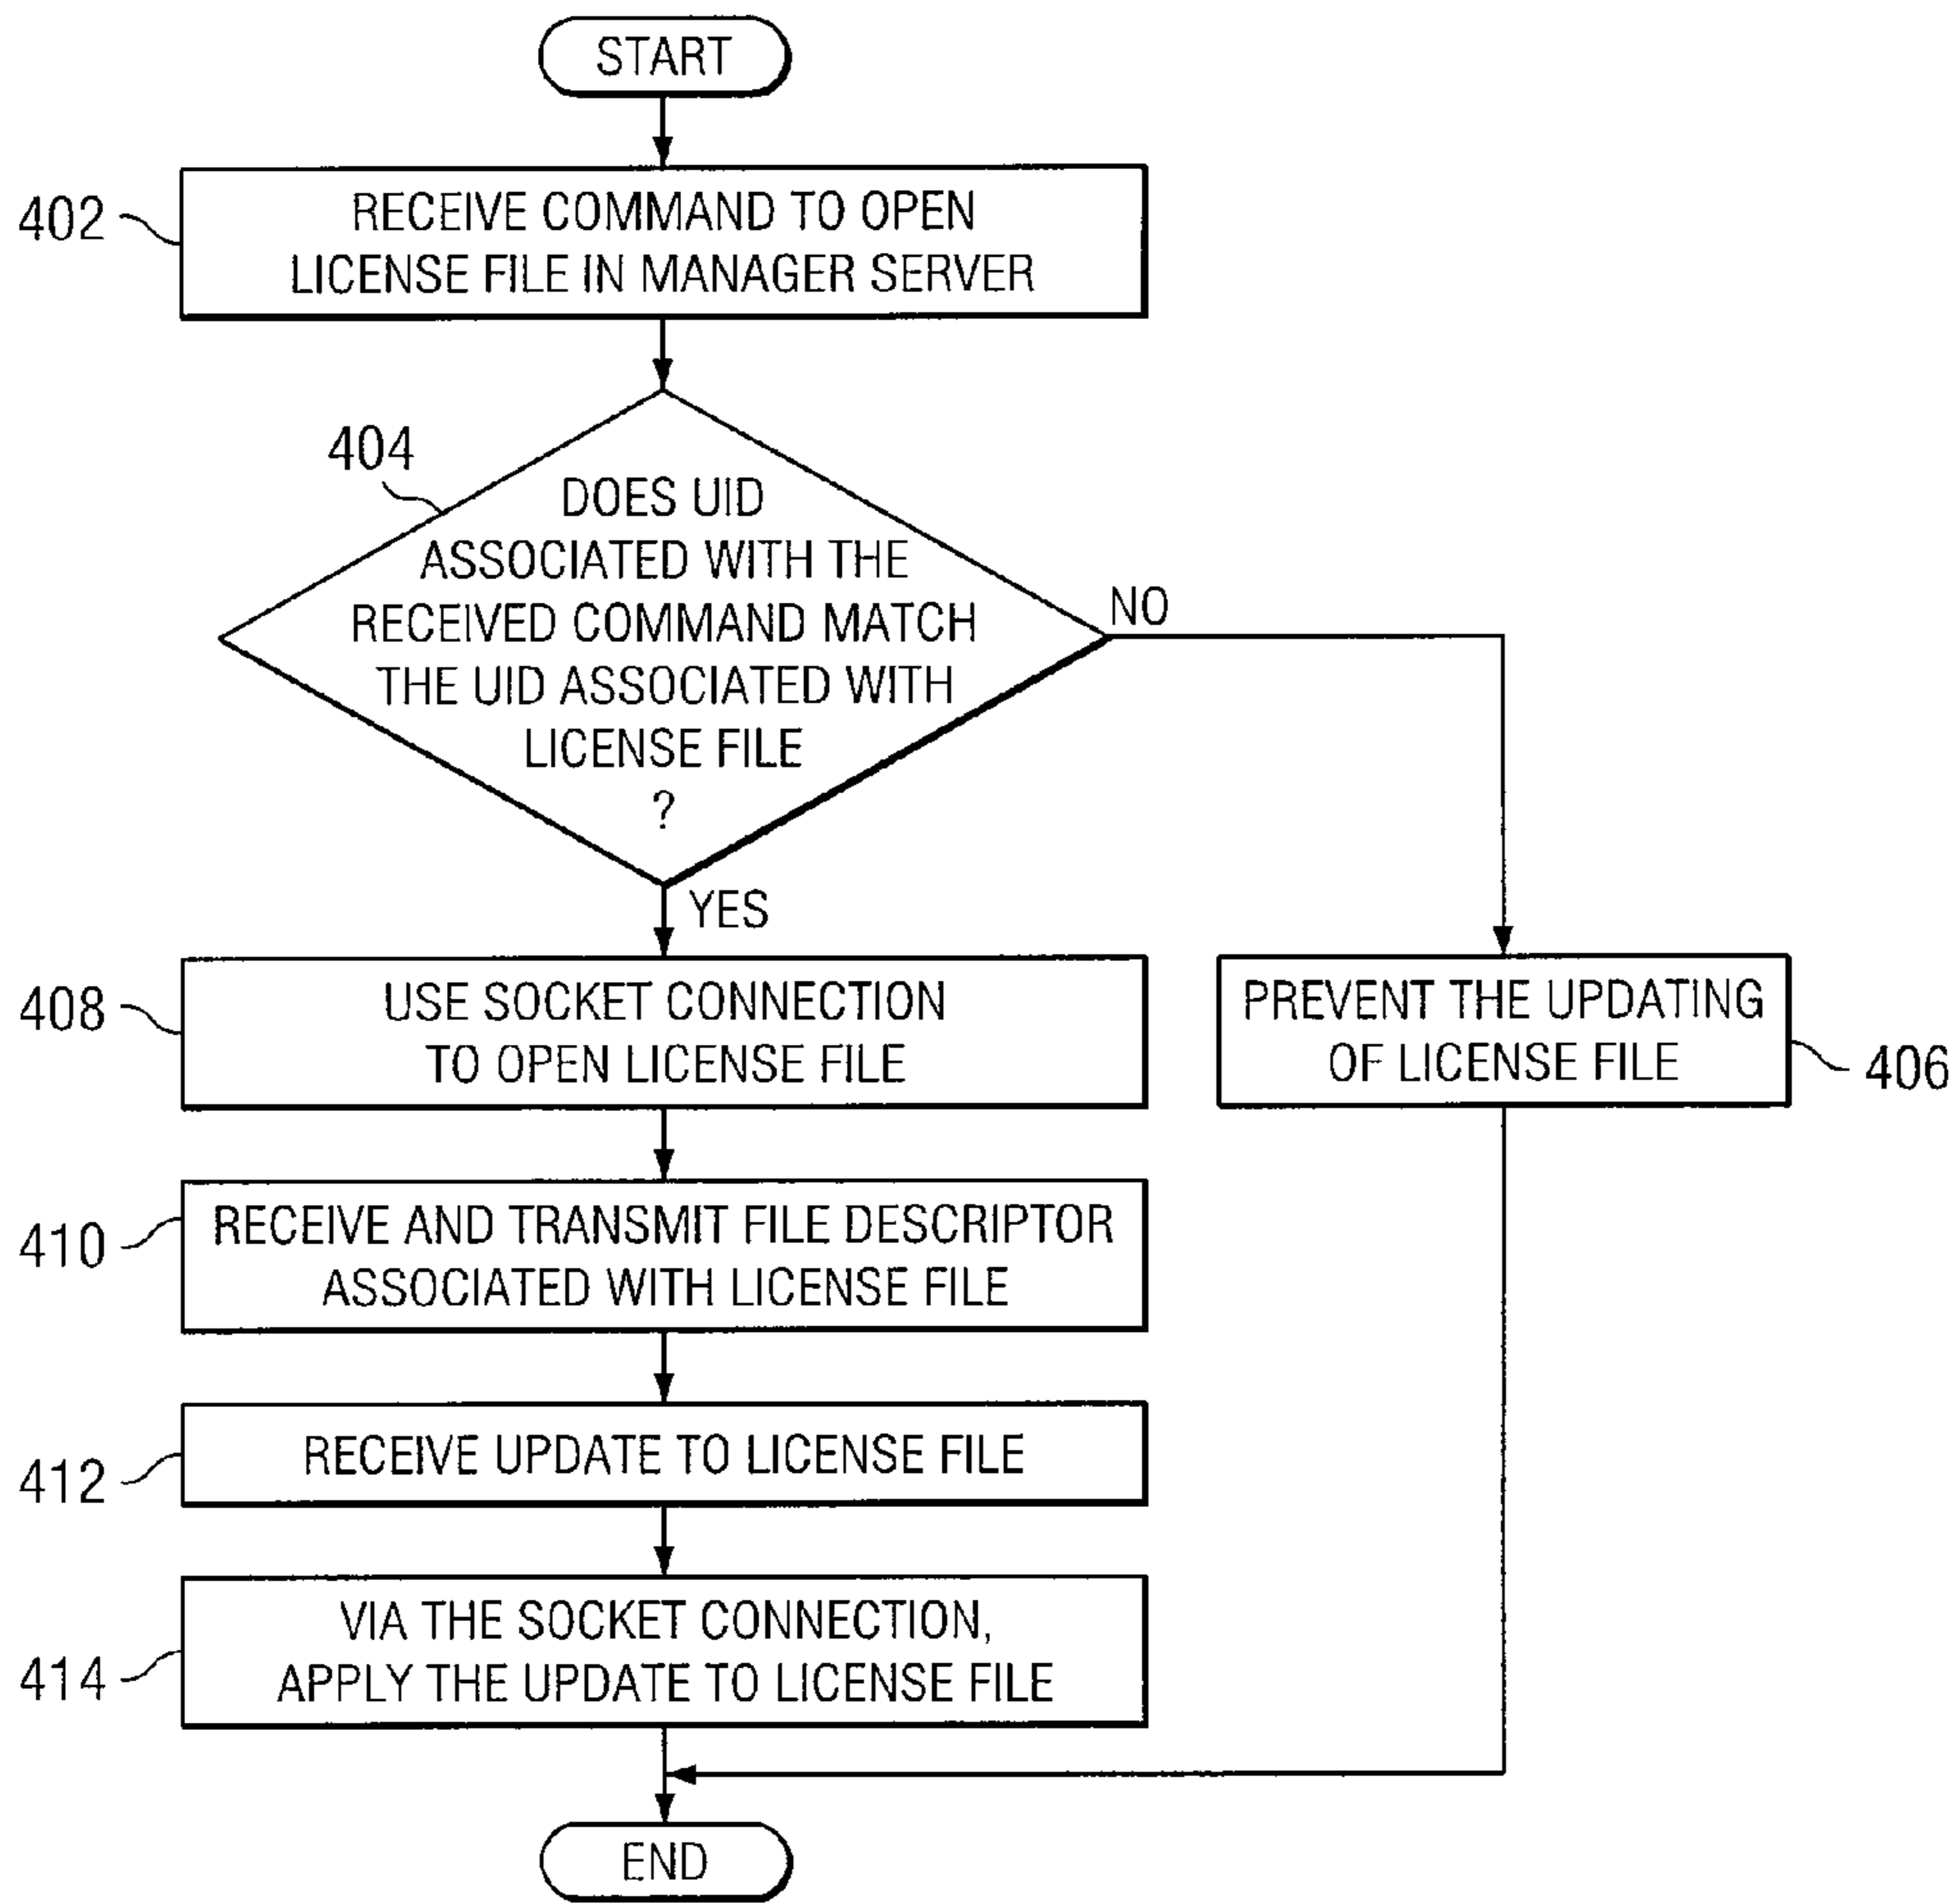 START
402
RECEIVE COMMAND TO OPEN
LICENSE FILE IN MANAGER SERVER
404
DOES UID
ASSOCIATED WITH THE
RECEIVED COMMAND MATCH
THE UID ASSOCIATED WITH
LICENSE FILE
?
NO
YES
408
USE SOCKET CONNECTION
TO OPEN LICENSE FILE
PREVENT THE UPDATING
OF LICENSE FILE
406
410
RECEIVE AND TRANSMIT FILE DESCRIPTOR
ASSOCIATED WITH LICENSE FILE
412
RECEIVE UPDATE TO LICENSE FILE
414
VIA THE SOCKET CONNECTION,
APPLY THE UPDATE TO LICENSE FILE
END